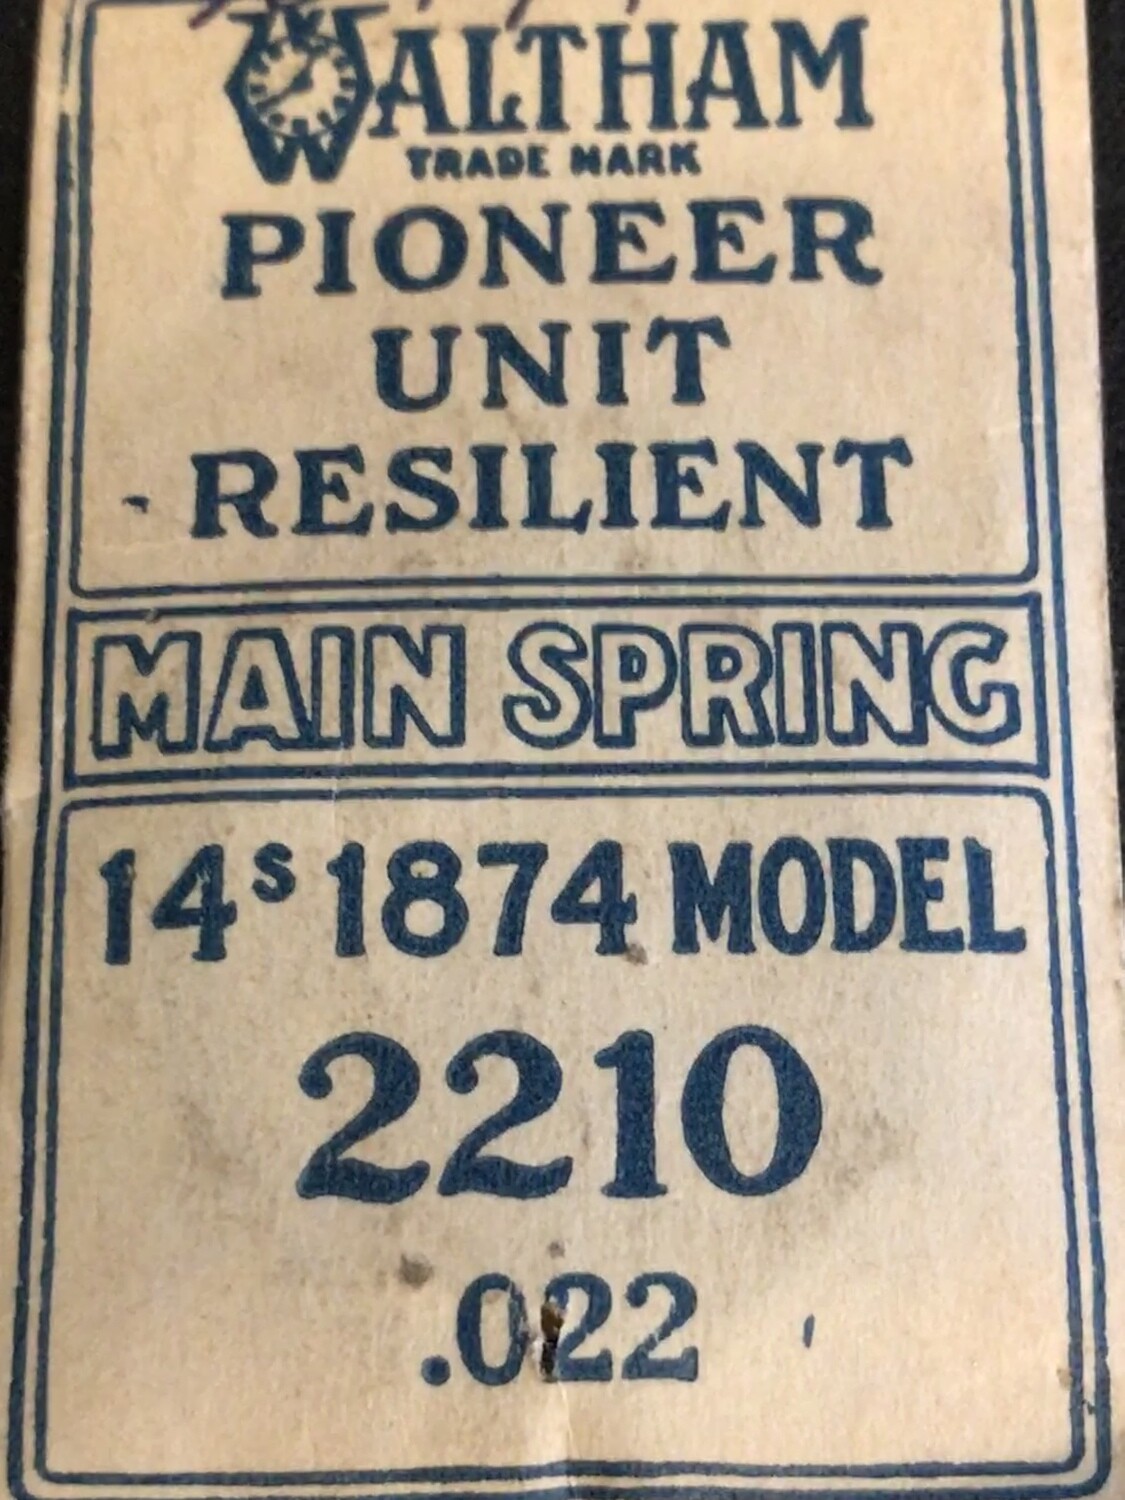 WALTHAM
TRADE MARK
PIONEER
UNIT
RESILIENT
MAIN SPRING
14s 1874 MODEL
2210
.022